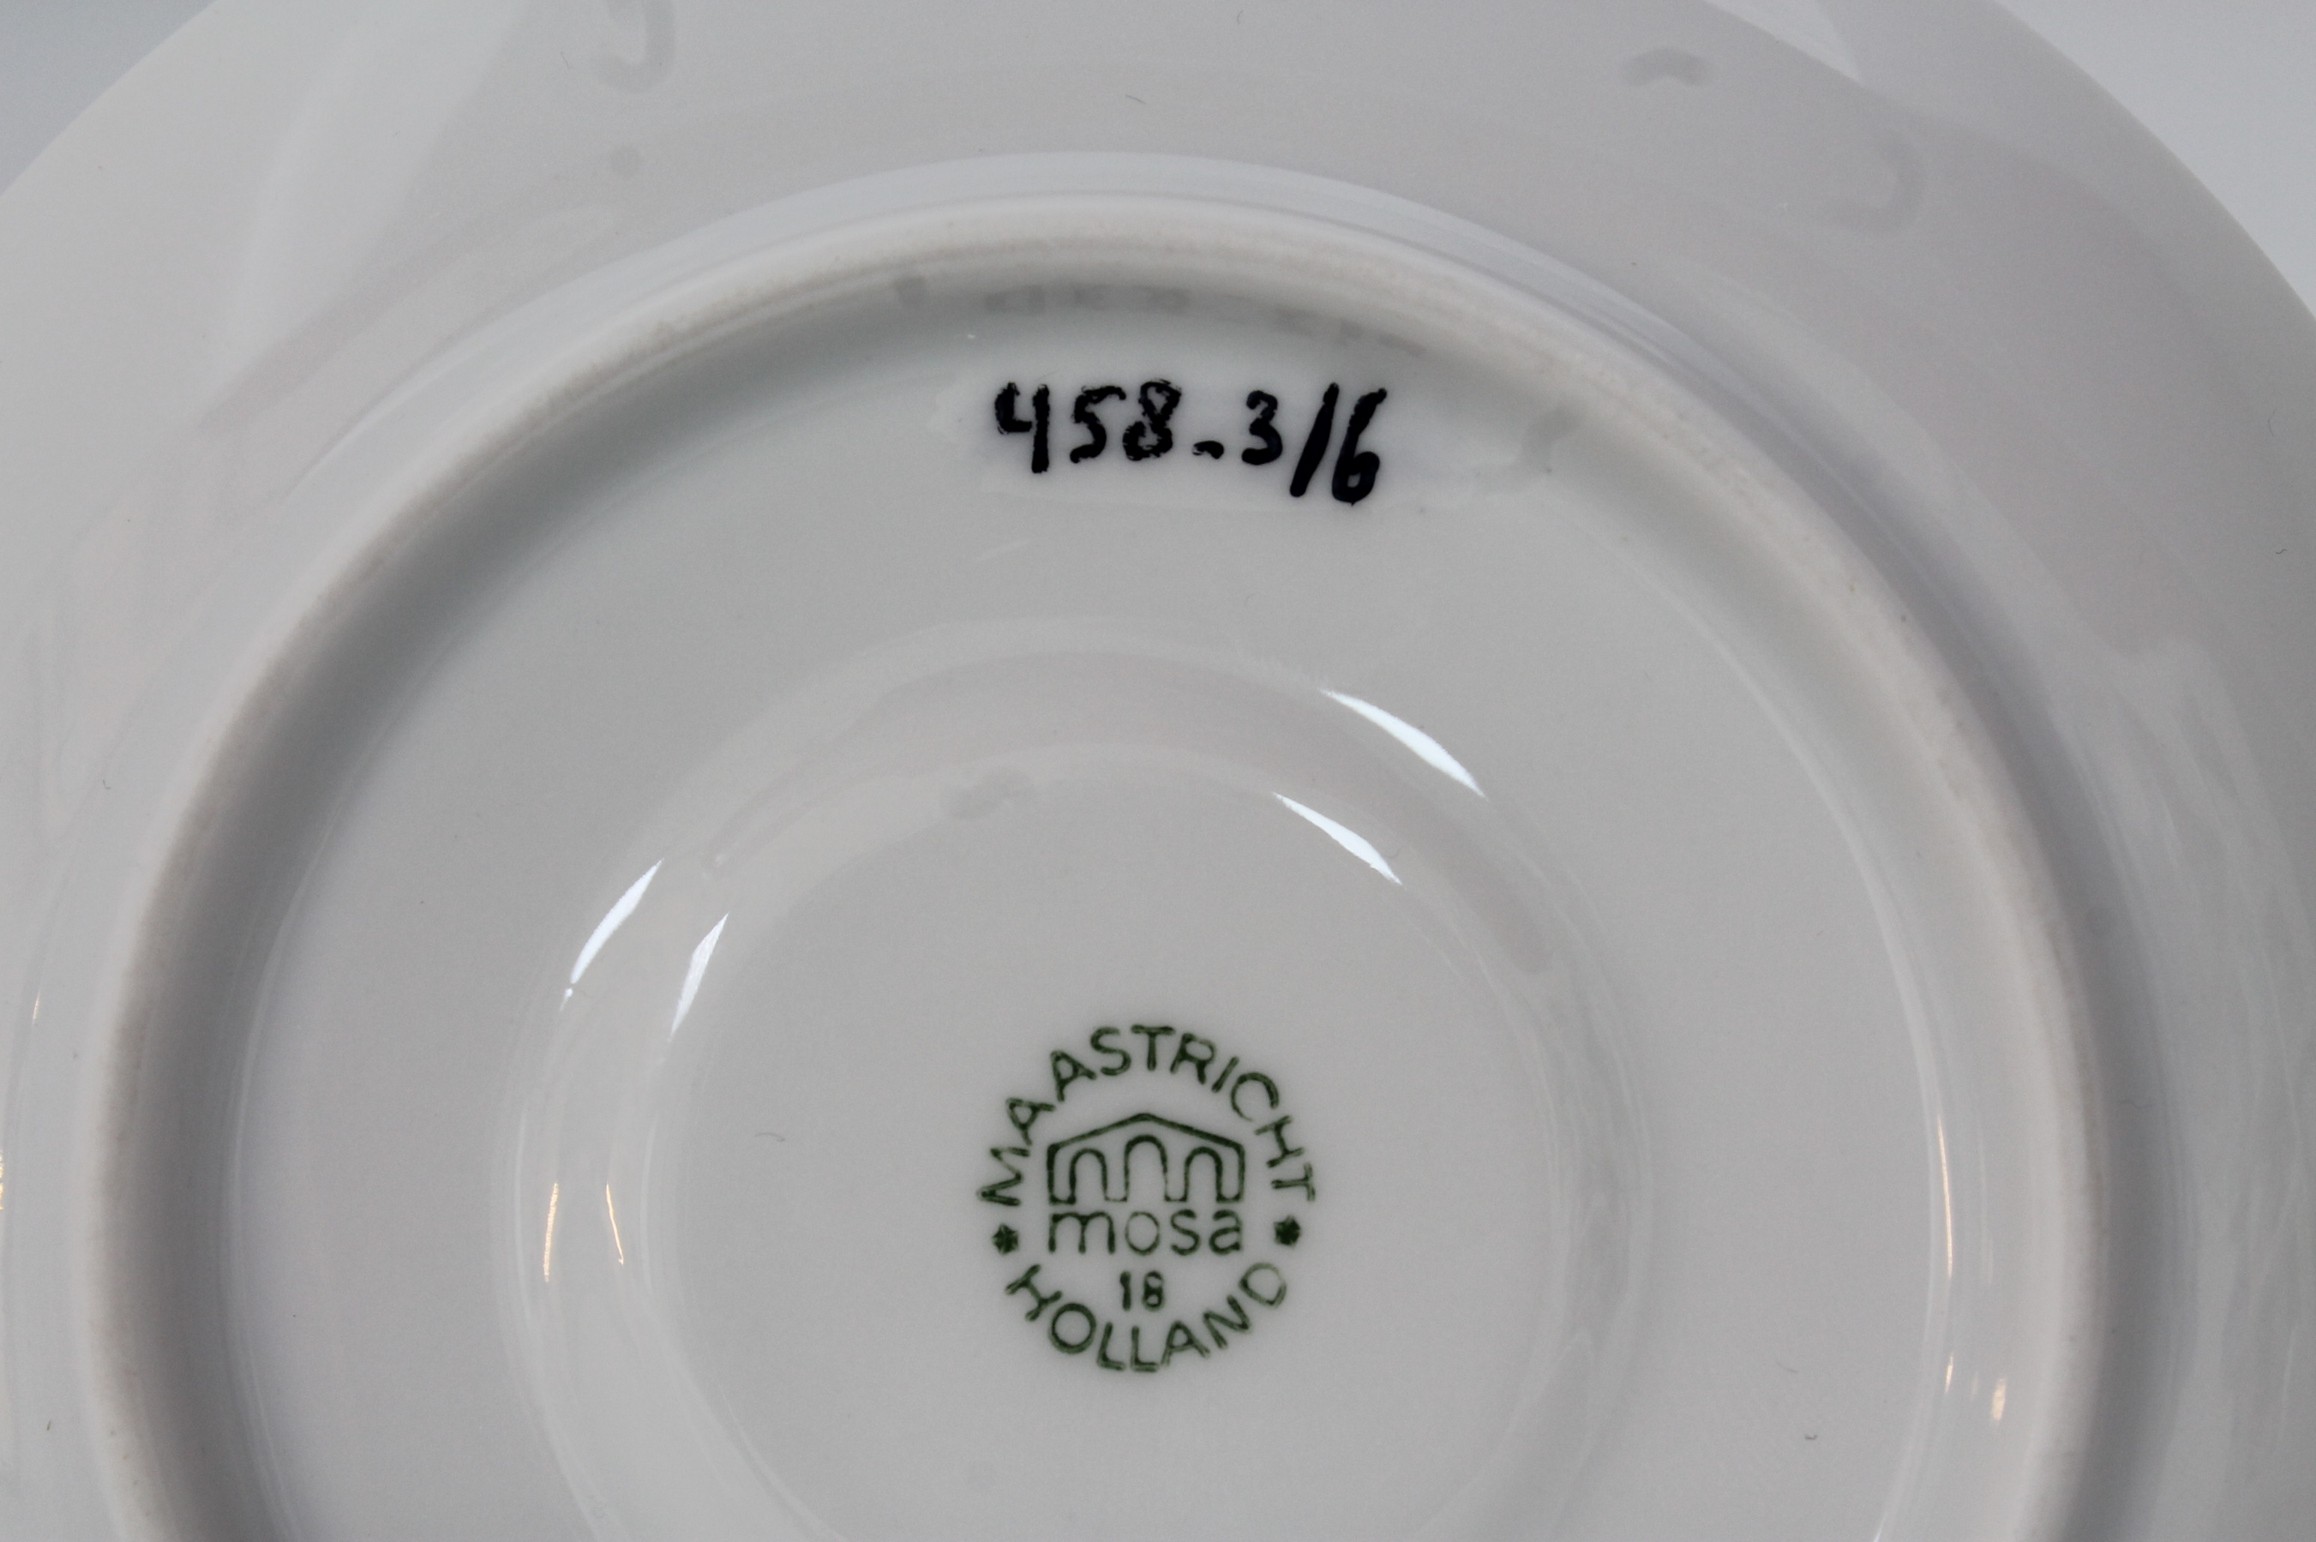 458-3/6
MAASTRICHT
mosa
18
* HOLLAND *